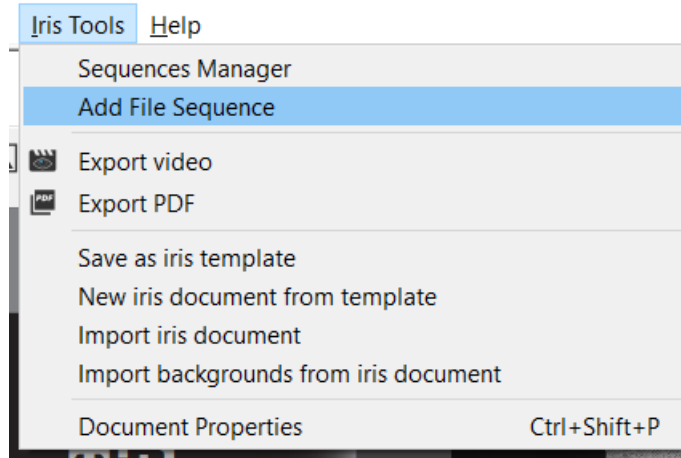 Iris Tools Help
Sequences Manager
Add File Sequence
Export video
PDF Export PDF
Save as iris template
New iris document from template
Import iris document
Import backgrounds from iris document
Document Properties Ctrl+Shift+P